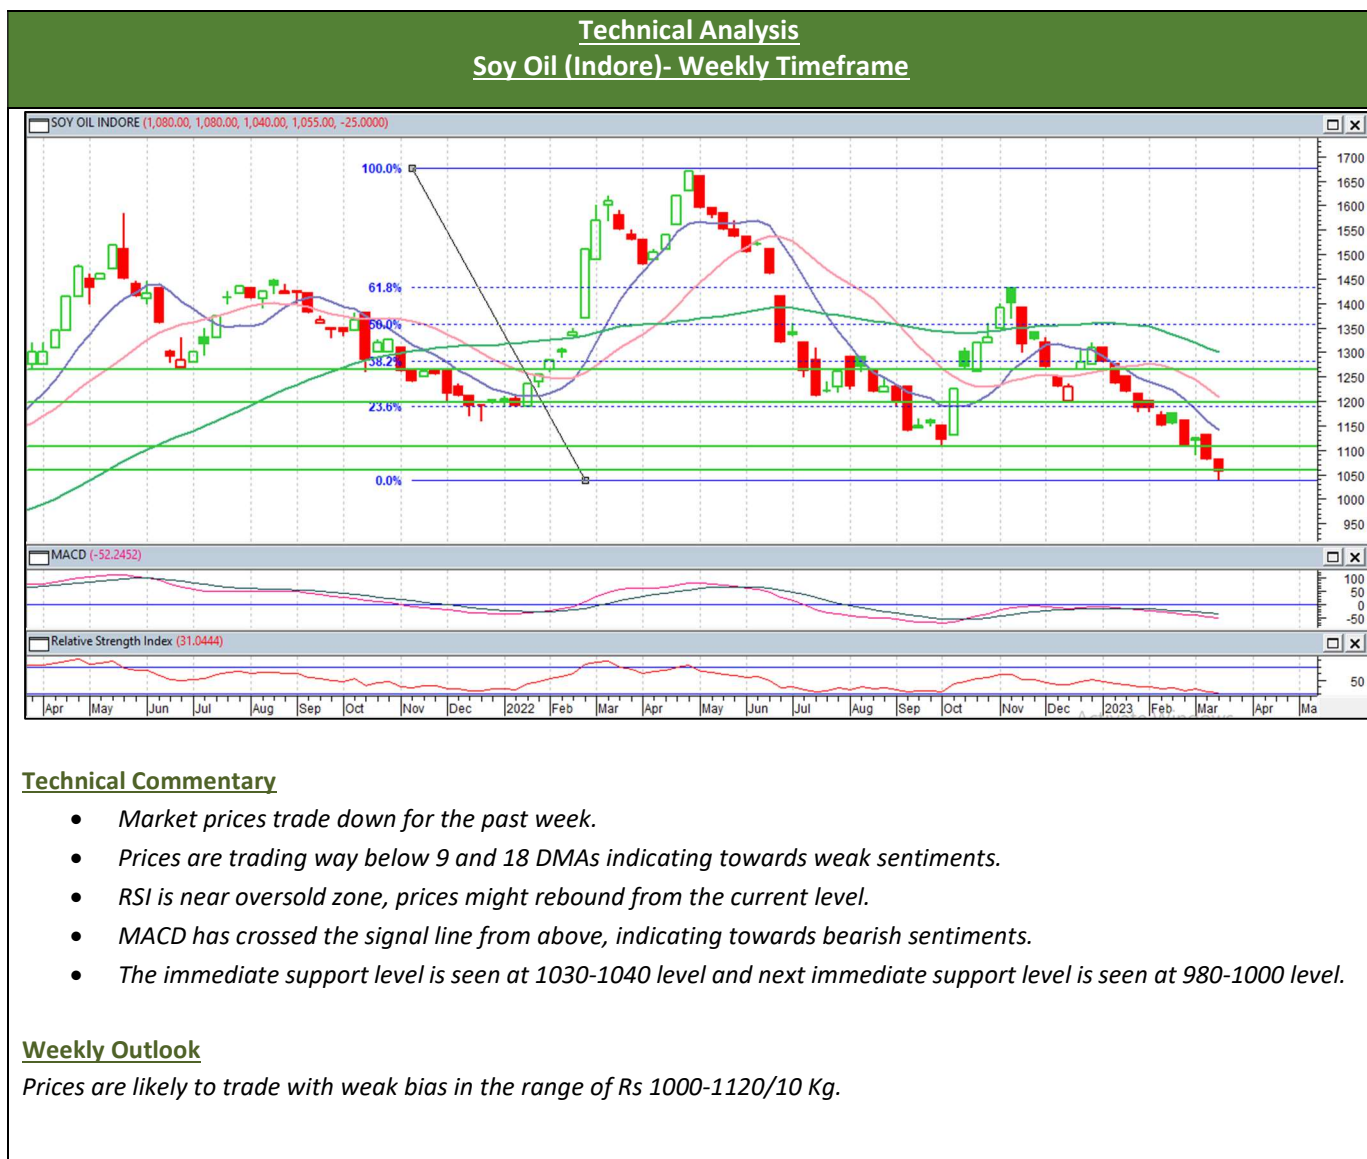 Technical Analysis
Soy Oil (Indore)- Weekly Timeframe
SOY OIL INDORE (1,080.00, 1,080.00, 1,040.00, 1,055.00, -25.0000)
100.0%
61.8%
50.0%
38.2%
23.6%
0.0%
1700
1650
1600
1550
1500
1450
1400
1350
1300
1250
1200
1150
1100
1050
1000
950
MACD (-52.2452)
100
50
-0
-50
Relative Strength Index (31.0444)
50
Apr May Jun Jul Aug Sep Oct Nov Dec 2022 Feb Mar Apr May Jun Jul Aug Sep Oct Nov Dec 2023 Feb Mar Apr Ma
Technical Commentary
• Market prices trade down for the past week.
• Prices are trading way below 9 and 18 DMAs indicating towards weak sentiments.
• RSI is near oversold zone, prices might rebound from the current level.
• MACD has crossed the signal line from above, indicating towards bearish sentiments.
• The immediate support level is seen at 1030-1040 level and next immediate support level is seen at 980-1000 level.
Weekly Outlook
Prices are likely to trade with weak bias in the range of Rs 1000-1120/10 Kg.